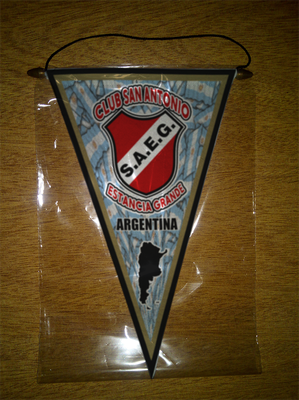 CLUB SAN ANTONIO
S.A.E.G.
ESTANCIA GRANDE
ARGENTINA